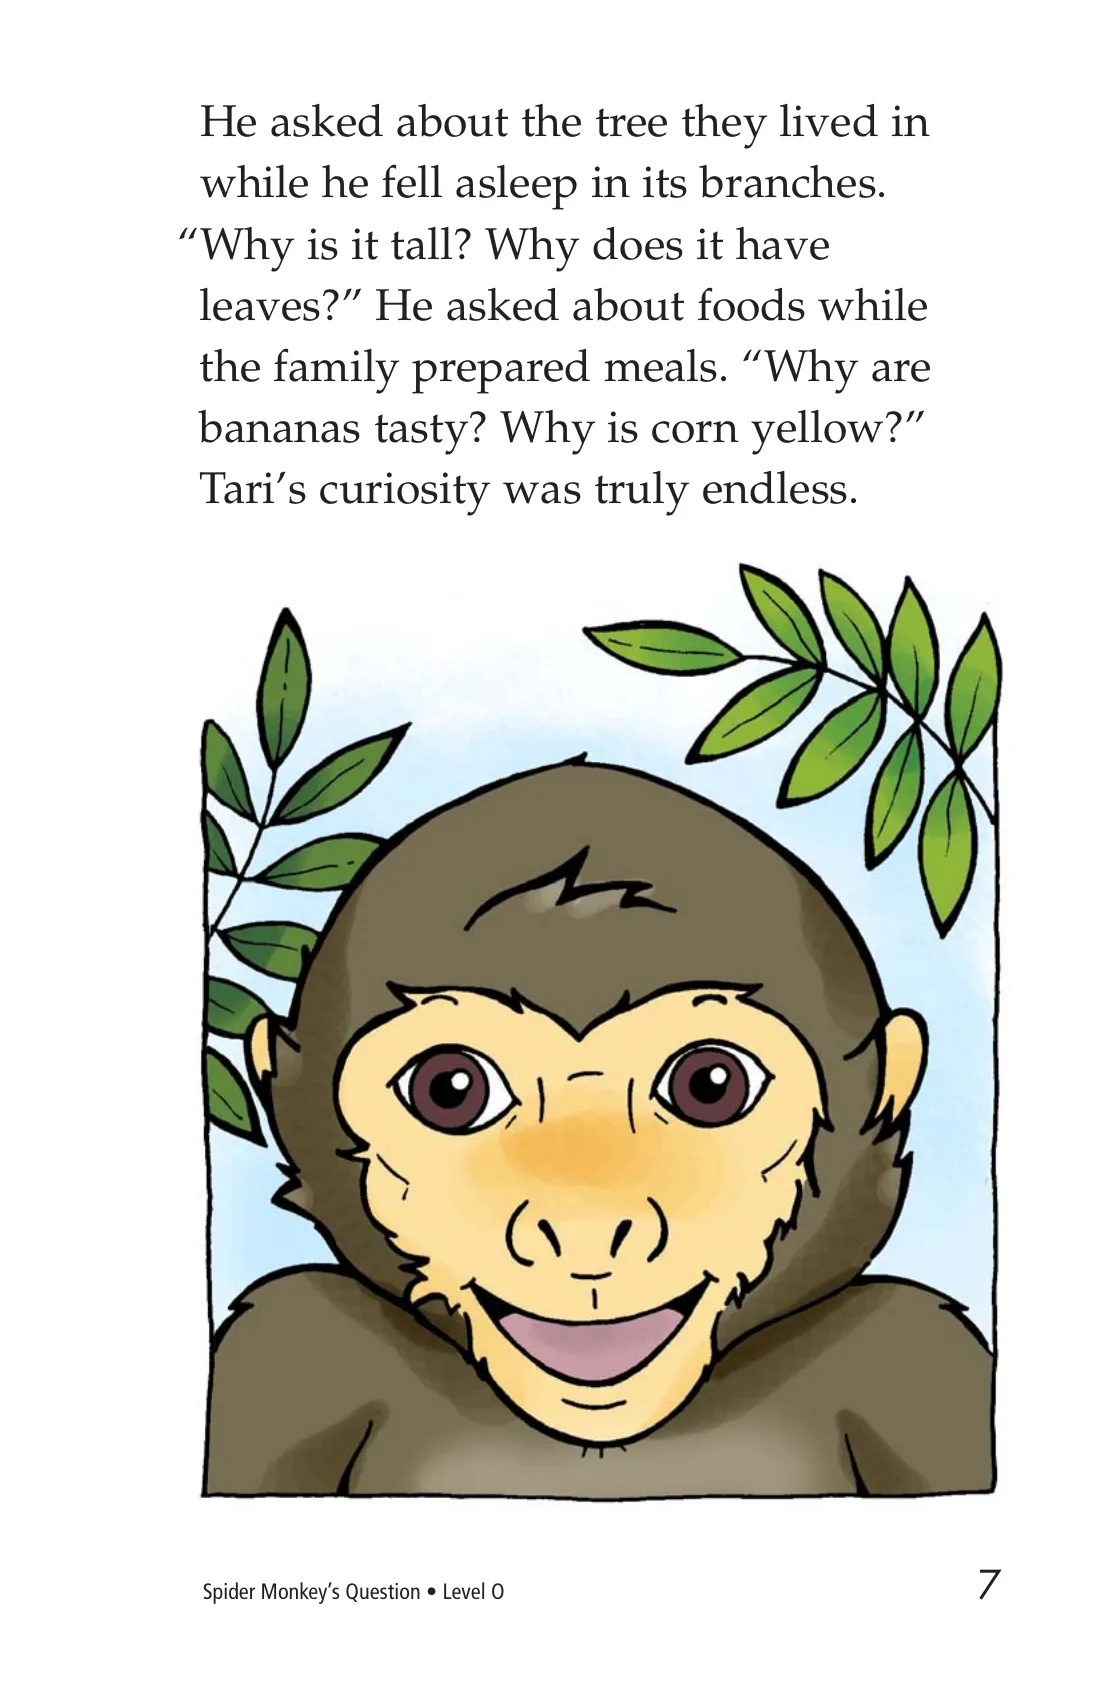 He asked about the tree they lived in
while he fell asleep in its branches.
“Why is it tall? Why does it have
leaves?” He asked about foods while
the family prepared meals. “Why are
bananas tasty? Why is corn yellow?”
Tari’s curiosity was truly endless.
Spider Monkey’s Question • Level O
7